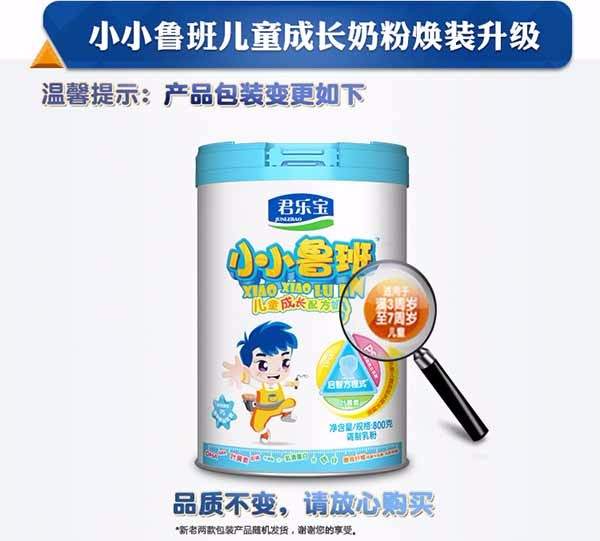 小小鲁班儿童成长奶粉焕装升级
温馨提示：产品包装变更如下
君乐宝
JUNLEBAO
小小鲁班
XIAO XIAO LU
儿童成长配方
适用于
满3周岁
至7周岁
儿童
启智方程式
净含量/规格:800克
调制乳粉
品质不变，请放心购买
*新老两款包装产品随机发货，谢谢您的享受。